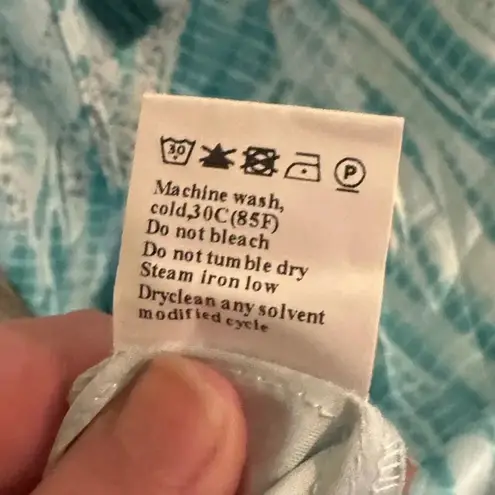 30 P
Machine wash,
cold,30C(85F)
Do not bleach
Do not tumble dry
Steam iron low
Dryclean any solvent
modified cycle